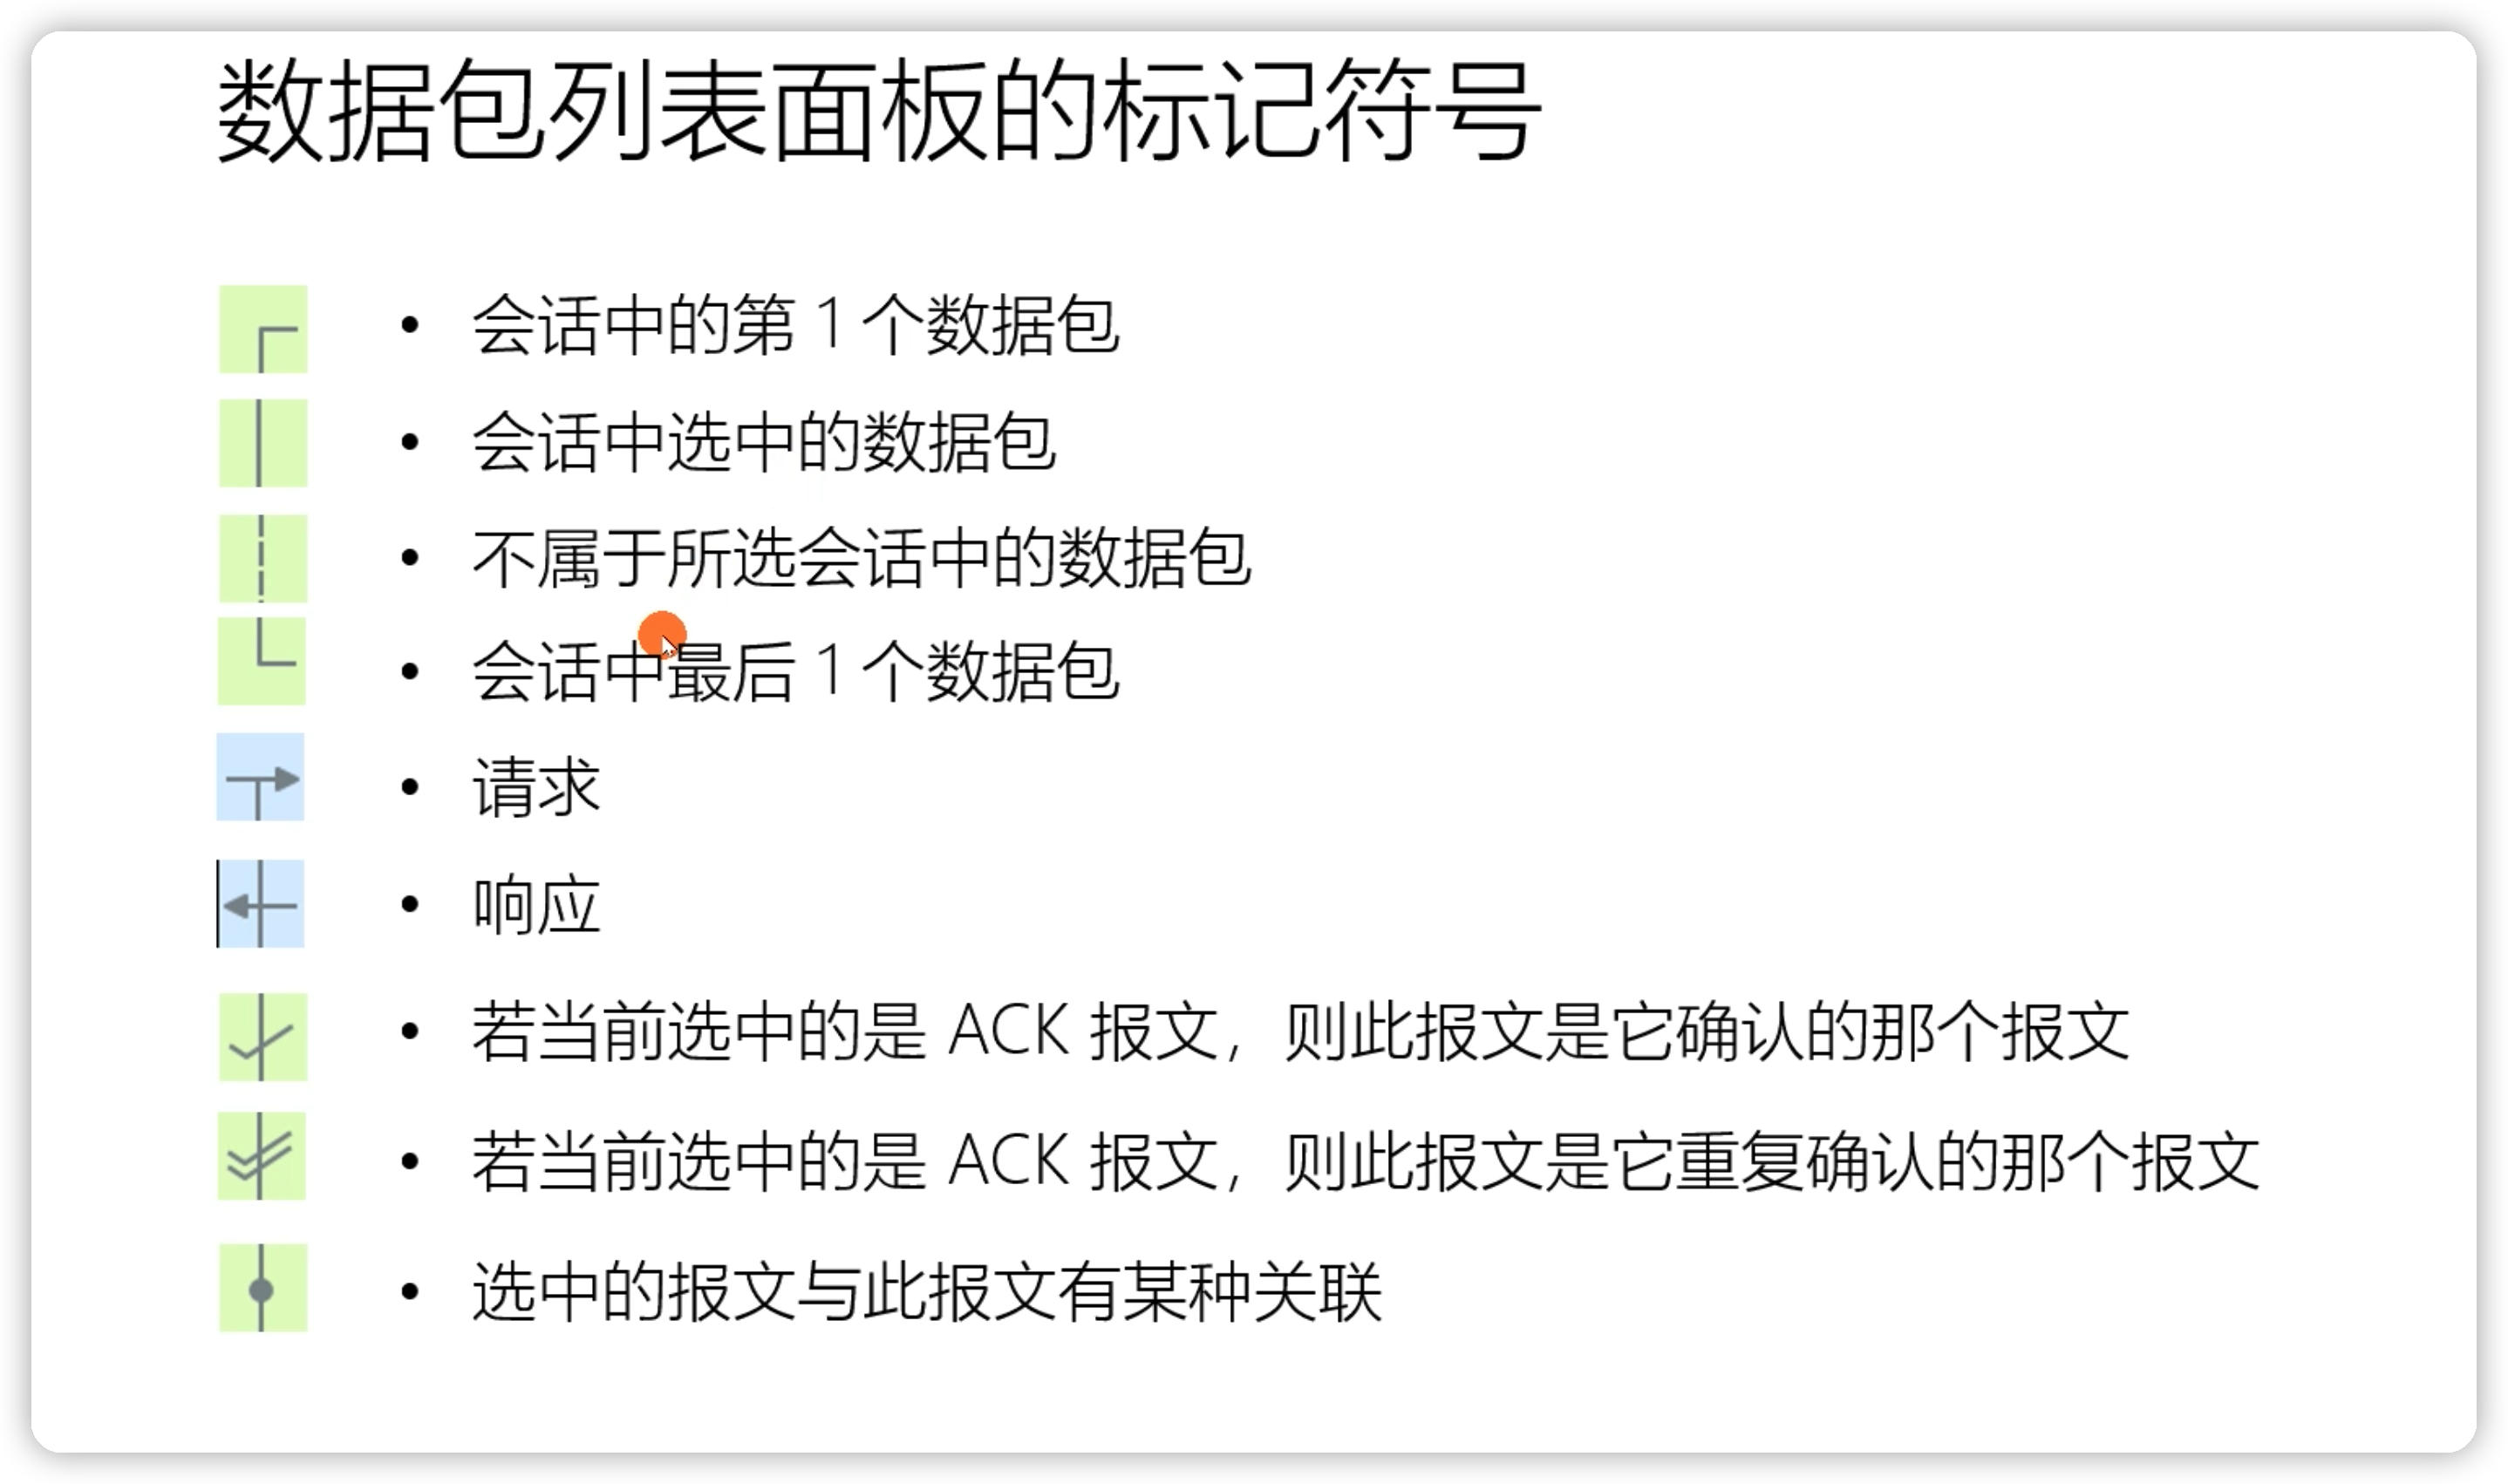 数据包列表面板的标记符号
• 会话中的第 1 个数据包
• 会话中选中的数据包
• 不属于所选会话中的数据包
• 会话中最后 1 个数据包
• 请求
• 响应
• 若当前选中的是 ACK 报文，则此报文是它确认的那个报文
• 若当前选中的是 ACK 报文，则此报文是它重复确认的那个报文
• 选中的报文与此报文有某种关联